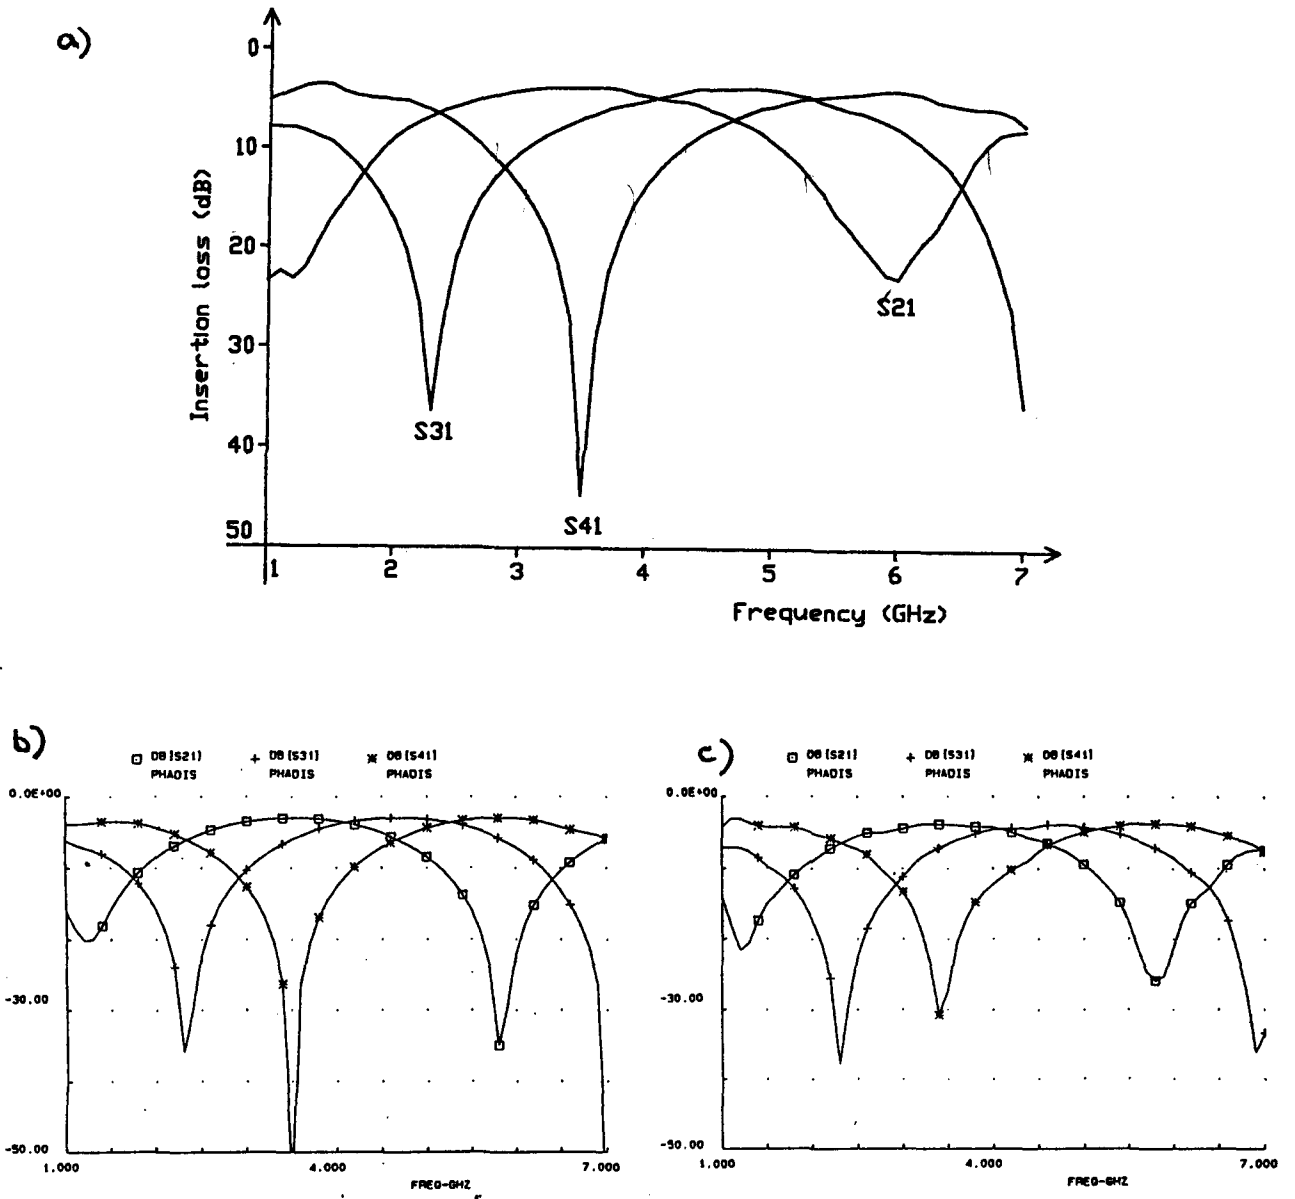 a)
0
10
20
30
40
50
Insertion loss (dB)
S31
S41
S21
1 2 3 4 5 6 7
Frequency (GHz)
b)
DB [S21] DB [S31] DB [S41]
PHADIS PHADIS PHADIS
0.0E+00
-30.00
-50.00
1.000 4.000 7.000
FREQ-GHZ
c)
DB [S21] DB [S31] DB [S41]
PHADIS PHADIS PHADIS
0.0E+00
-30.00
-50.00
1.000 4.000 7.000
FREQ-GHZ